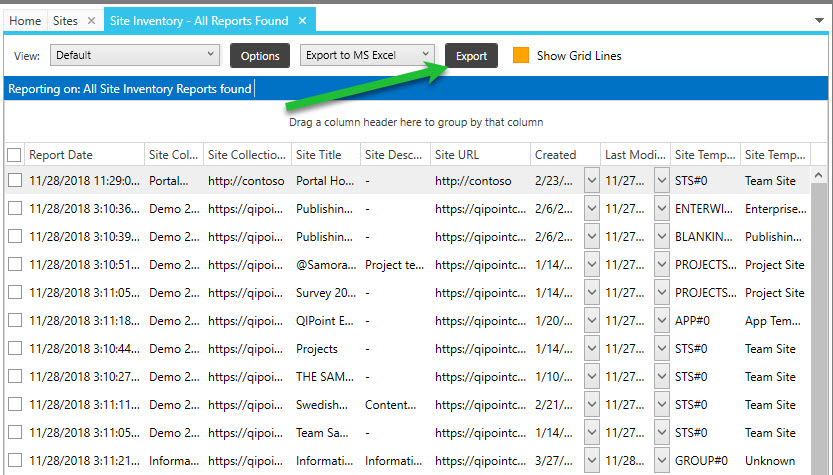 Home Sites × Site Inventory - All Reports Found ×
View: Default Options Export to MS Excel Export Show Grid Lines
Reporting on: All Site Inventory Reports found
Drag a column header here to group by that column
Report Date Site Col... Site Collectio... Site Title Site Desc... Site URL Created Last Modi... Site Temp... Site Temp...
11/28/2018 11:29:0... Portal... http://contoso Portal Ho... - http://contoso 2/23/... 11/27... STS#0 Team Site
11/28/2018 3:10:36... Demo 2... https://qipoi... Publishin... - https://qipointc... 2/6/2... 11/27... ENTERWI... Enterprise...
11/28/2018 3:10:39... Demo 2... https://qipoi... Publishin... - https://qipointc... 2/6/2... 11/27... BLANKIN... Publishin...
11/28/2018 3:10:51... Demo 2... https://qipoi... @Samora... Project te... https://qipointc... 1/14/... 11/27... PROJECTS... Project Site
11/28/2018 3:11:05... Demo 2... https://qipoi... Survey 20... - https://qipointc... 1/14/... 11/27... PROJECTS... Project Site
11/28/2018 3:11:18... Demo 2... https://qipoi... QIPoint E... - https://qipointc... 1/20/... 11/27... APP#0 App Tem...
11/28/2018 3:10:44... Demo 2... https://qipoi... Projects - https://qipointc... 1/14/... 11/27... STS#0 Team Site
11/28/2018 3:10:27... Demo 2... https://qipoi... THE SAM... - https://qipointc... 1/10/... 11/27... STS#0 Team Site
11/28/2018 3:11:11... Demo 2... https://qipoi... Swedish... Content... https://qipointc... 2/21/... 11/27... STS#0 Team Site
11/28/2018 3:11:05... Demo 2... https://qipoi... Team Sa... - https://qipointc... 1/14/... 11/27... STS#0 Team Site
11/28/2018 3:11:21... Informa... https://qipoi... Informati... Informati... https://qipointc... 3/27/... 11/28... GROUP#0 Unknown